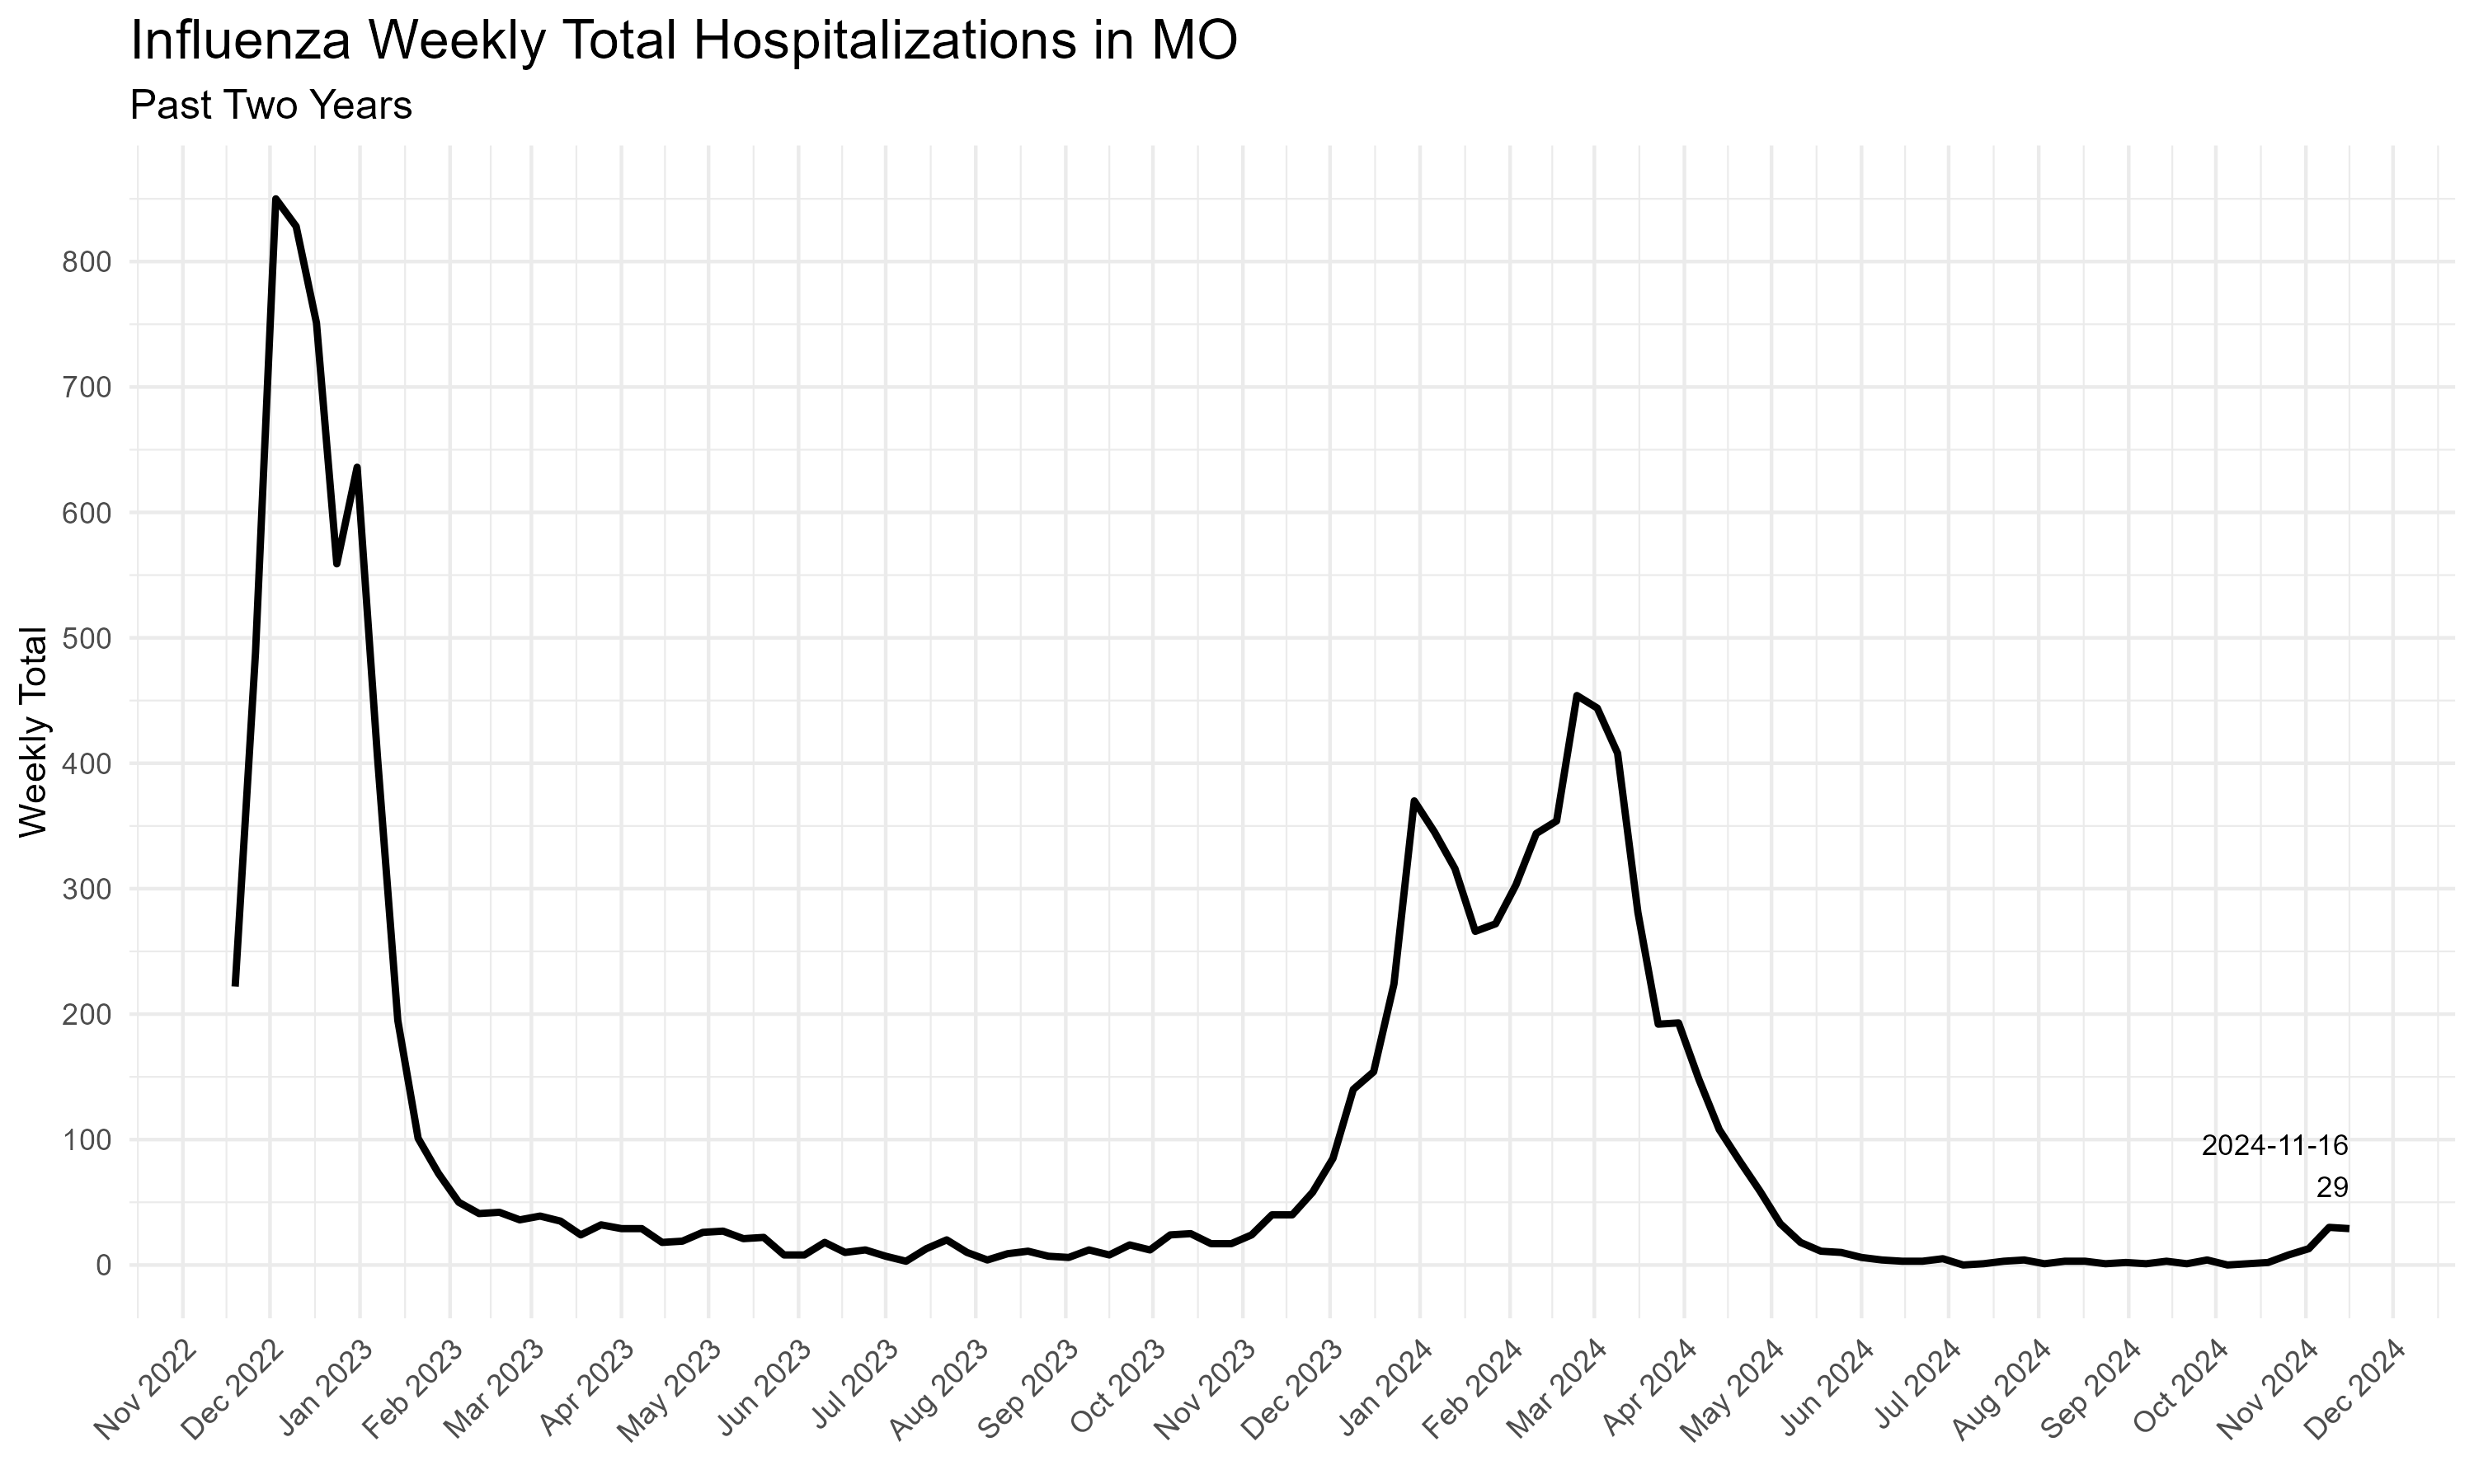 Influenza Weekly Total Hospitalizations in MO
Past Two Years
Weekly Total
800
700
600
500
400
300
200
100
0
2024-11-16
29
Nov 2022
Dec 2022
Jan 2023
Feb 2023
Mar 2023
Apr 2023
May 2023
Jun 2023
Jul 2023
Aug 2023
Sep 2023
Oct 2023
Nov 2023
Dec 2023
Jan 2024
Feb 2024
Mar 2024
Apr 2024
May 2024
Jun 2024
Jul 2024
Aug 2024
Sep 2024
Oct 2024
Nov 2024
Dec 2024